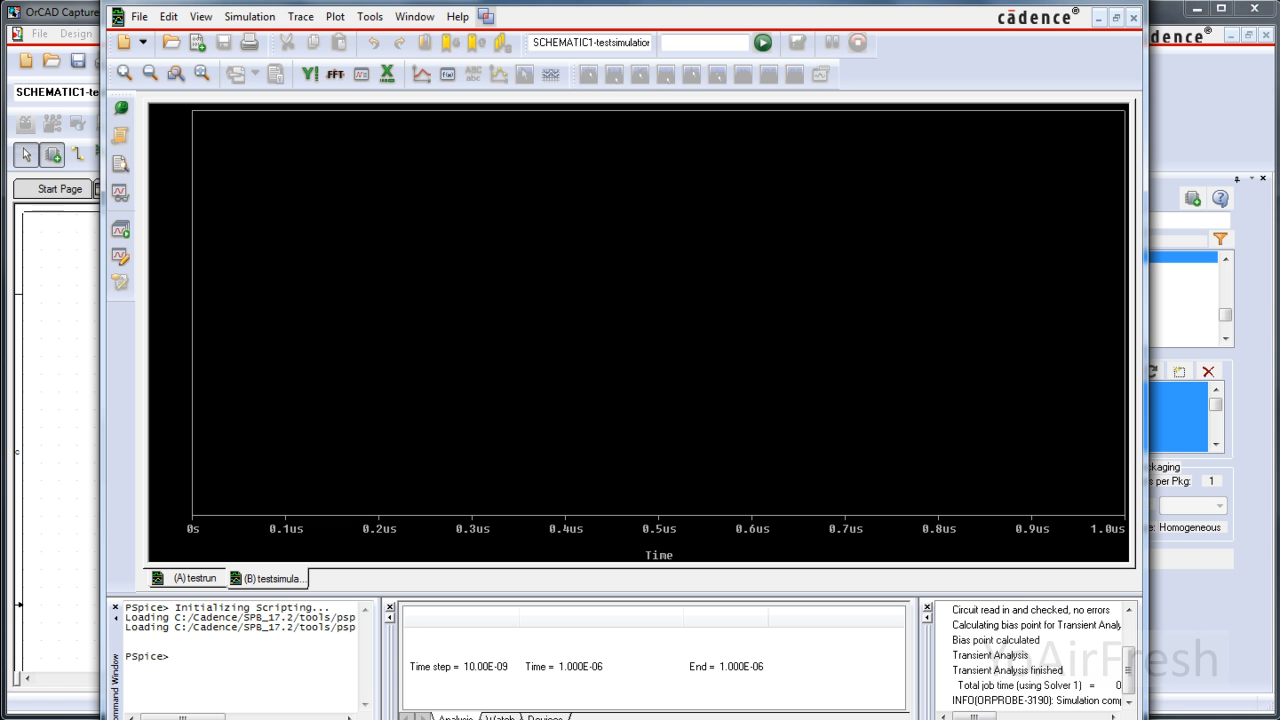 OrCAD Capture
File Design
SCHEMATIC1-te
Start Page
File Edit View Simulation Trace Plot Tools Window Help
cādence®
dence®
SCHEMATIC1-testsimulation
FFT
ABC
0s 0.1us 0.2us 0.3us 0.4us 0.5us 0.6us 0.7us 0.8us 0.9us 1.0us
Time
(A) testrun
(B) testsimula...
PSpice> Initializing Scripting...
Loading C:/Cadence/SPB_17.2/tools/psp
Loading C:/Cadence/SPB_17.2/tools/psp
PSpice>
ommand Window
Time step = 10.00E-09 Time = 1.000E-06 End = 1.000E-06
Analysis Watch Devices
Circuit read in and checked, no errors
Calculating bias point for Transient Analy
Bias point calculated
Transient Analysis
Transient Analysis finished
Total job time (using Solver 1) = 0
INFO(ORPROBE-3190): Simulation comp
ckaging
s per Pkg: 1
: Homogeneous
C